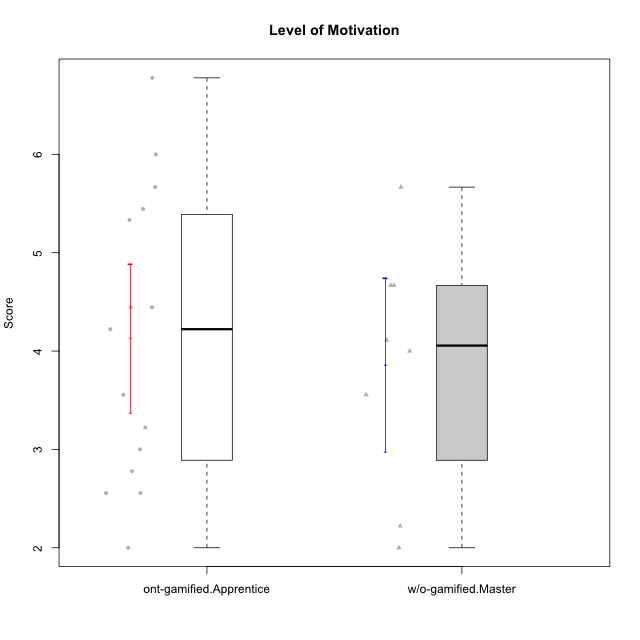 Level of Motivation
Score
6
5
4
3
2
ont-gamified.Apprentice
w/o-gamified.Master